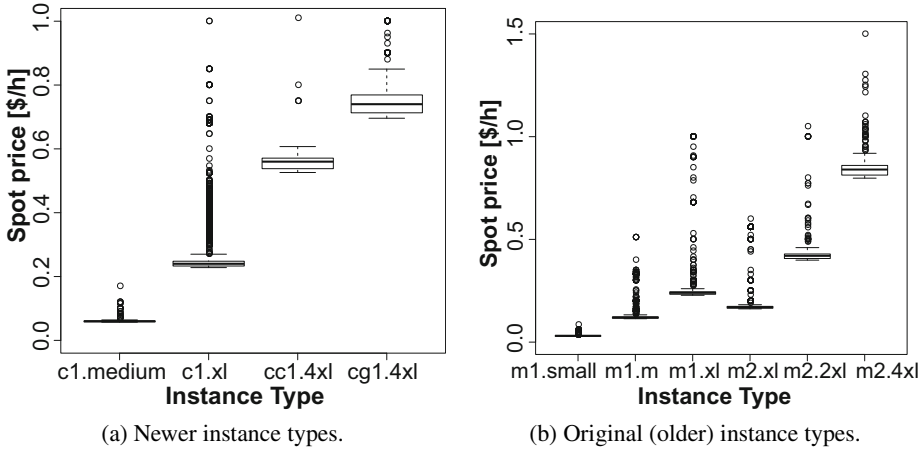 Spot price [$/h]
1.0
0.8
0.6
0.4
0.2
0.0
c1.medium c1.xl cc1.4xl cg1.4xl
Instance Type
(a) Newer instance types.
Spot price [$/h]
1.5
1.0
0.5
0.0
m1.small m1.m m1.xl m2.xl m2.2xl m2.4xl
Instance Type
(b) Original (older) instance types.